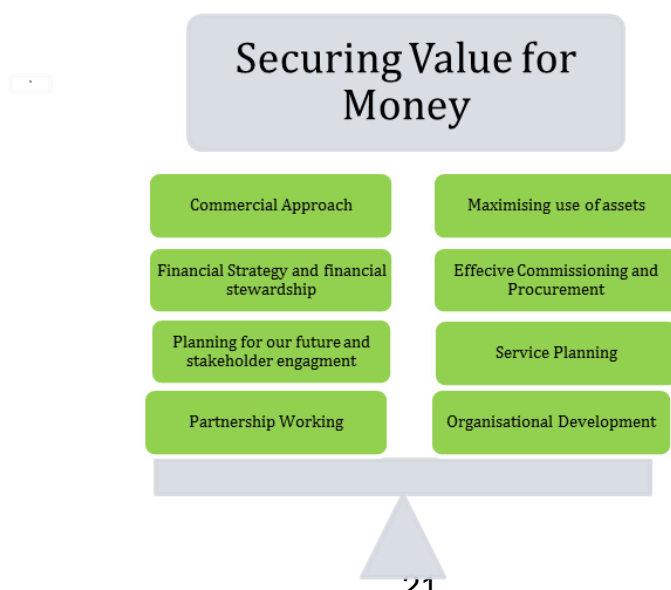 Securing Value for
Money
Commercial Approach
Maximising use of assets
Financial Strategy and financial
stewardship
Effecive Commissioning and
Procurement
Planning for our future and
stakeholder engagment
Service Planning
Partnership Working
Organisational Development
21